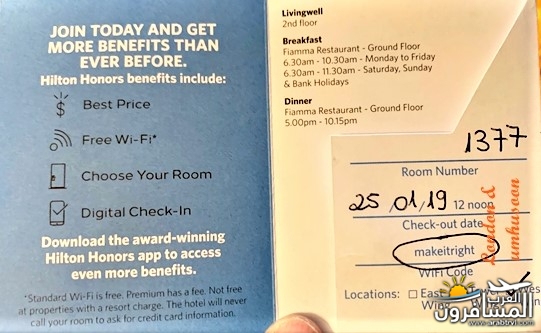 JOIN TODAY AND GET
MORE BENEFITS THAN
EVER BEFORE.
Hilton Honors benefits include:
Best Price
Free Wi-Fi*
Choose Your Room
Digital Check-In
Download the award-winning
Hilton Honors app to access
even more benefits.
*Standard Wi-Fi is free. Premium has a fee. Not free
at properties with a resort charge. The hotel will never
call your room to ask for credit card information.
Livingwell
2nd floor
Breakfast
Fiamma Restaurant - Ground Floor
6.30am - 10.30am - Monday to Friday
6.30am - 11.30am - Saturday, Sunday
& Bank Holidays
Dinner
Fiamma Restaurant - Ground Floor
5.00pm - 10.15pm
1377
Room Number
25/01/19 12 noon
Check-out date
makeitright
WiFi Code
Locations:
London &
umhusoon
العرب
المسافرون
www.arabtrvl.com